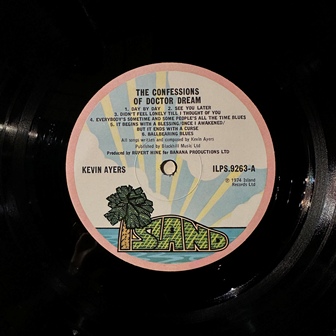 THE CONFESSIONS
OF DOCTOR DREAM
1. DAY BY DAY 2. SEE YOU LATER
3. DIDN'T FEEL LONELY TILL I THOUGHT OF YOU
4. EVERYBODY'S SOMETIME AND SOME PEOPLE'S ALL THE TIME BLUES
5. IT BEGINS WITH A BLESSING/ONCE I AWAKENED/
BUT IT ENDS WITH A CURSE
6. BALLBEARING BLUES
All songs written and composed by Kevin Ayers
Published by Blackhill Music Ltd
Produced by RUPERT HINE for BANANA PRODUCTIONS LTD
KEVIN AYERS
ILPS.9263-A
℗ 1974 Island
Records Ltd
ISLAND